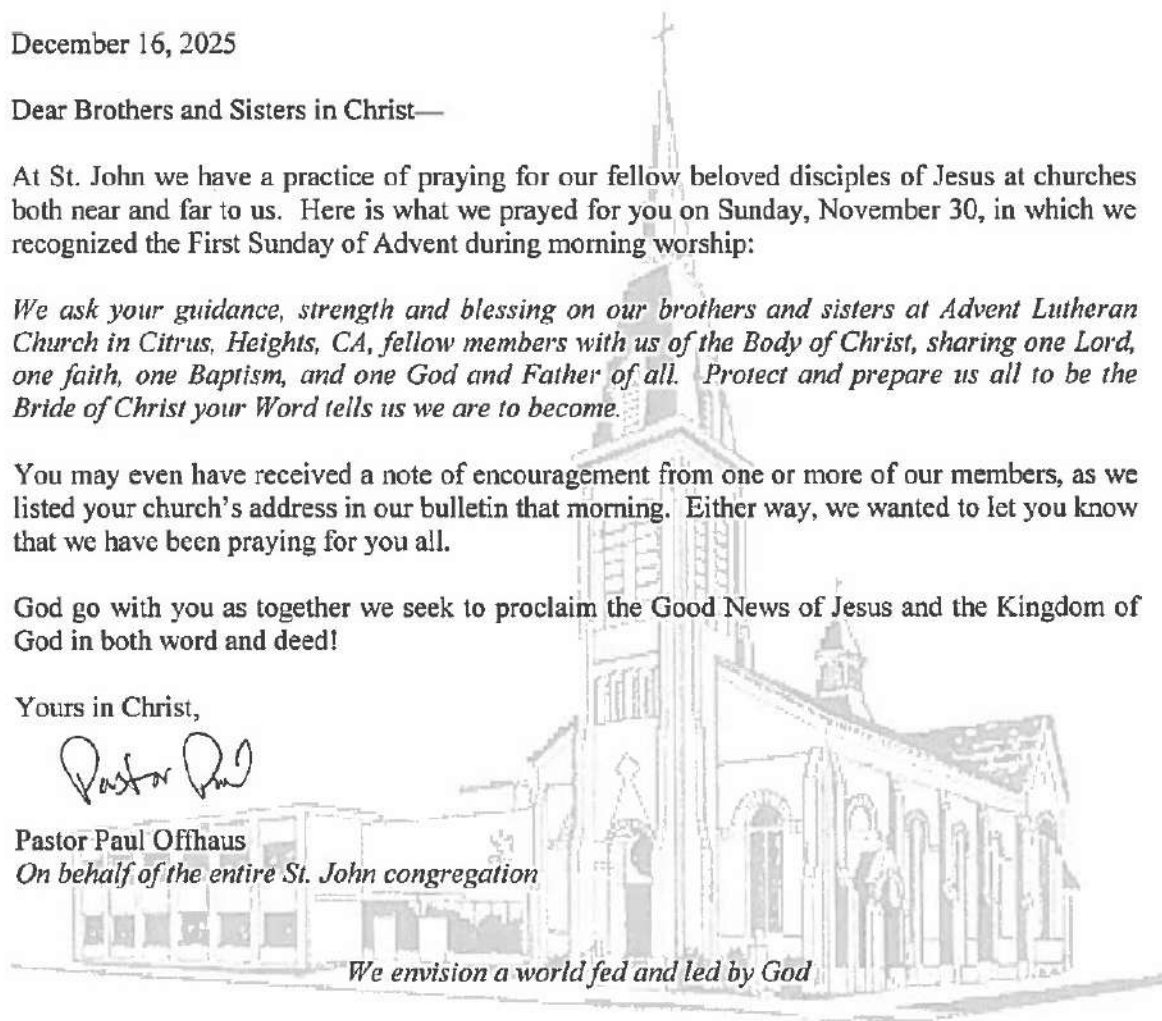 December 16, 2025
Dear Brothers and Sisters in Christ—
At St. John we have a practice of praying for our fellow beloved disciples of Jesus at churches
both near and far to us. Here is what we prayed for you on Sunday, November 30, in which we
recognized the First Sunday of Advent during morning worship:
We ask your guidance, strength and blessing on our brothers and sisters at Advent Lutheran
Church in Citrus, Heights, CA, fellow members with us of the Body of Christ, sharing one Lord,
one faith, one Baptism, and one God and Father of all. Protect and prepare us all to be the
Bride of Christ your Word tells us we are to become.
You may even have received a note of encouragement from one or more of our members, as we
listed your church's address in our bulletin that morning. Either way, we wanted to let you know
that we have been praying for you all.
God go with you as together we seek to proclaim the Good News of Jesus and the Kingdom of
God in both word and deed!
Yours in Christ,
Pastor Paul
Pastor Paul Offhaus
On behalf of the entire St. John congregation
We envision a world fed and led by God